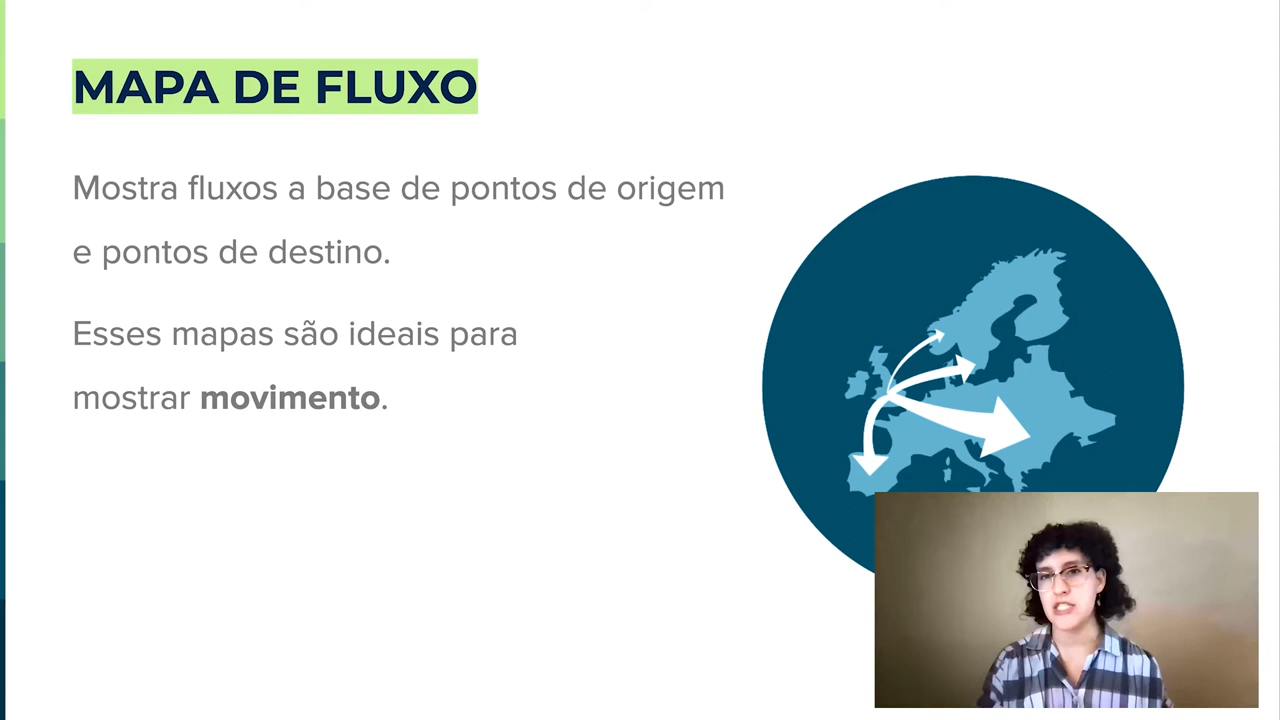 MAPA DE FLUXO
Mostra fluxos a base de pontos de origem
e pontos de destino.
Esses mapas são ideais para
mostrar movimento.